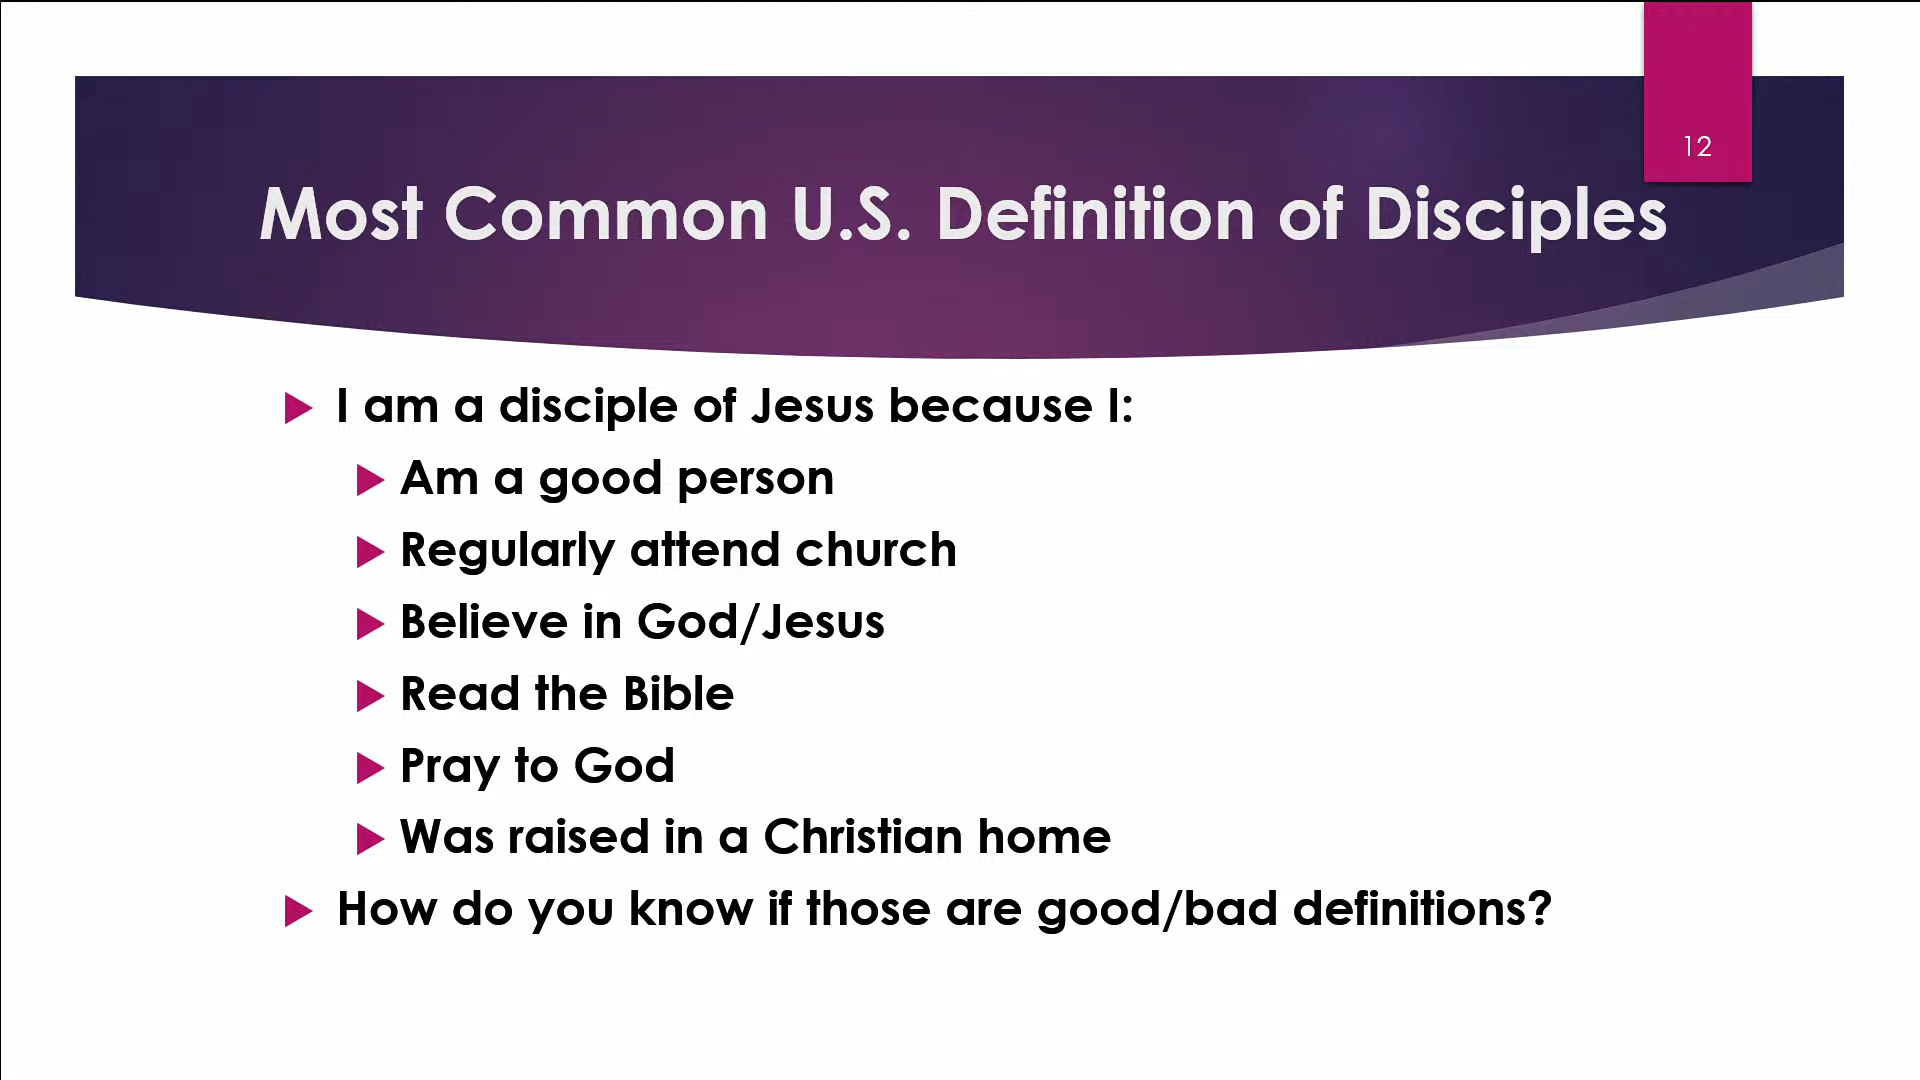 12
Most Common U.S. Definition of Disciples
I am a disciple of Jesus because I:
Am a good person
Regularly attend church
Believe in God/Jesus
Read the Bible
Pray to God
Was raised in a Christian home
How do you know if those are good/bad definitions?